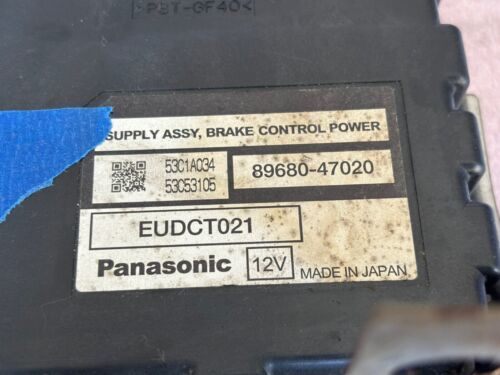 >PBT-GF40<
SUPPLY ASSY, BRAKE CONTROL POWER
53C1A034
53C53105
89680-47020
EUDCT021
Panasonic 12V MADE IN JAPAN